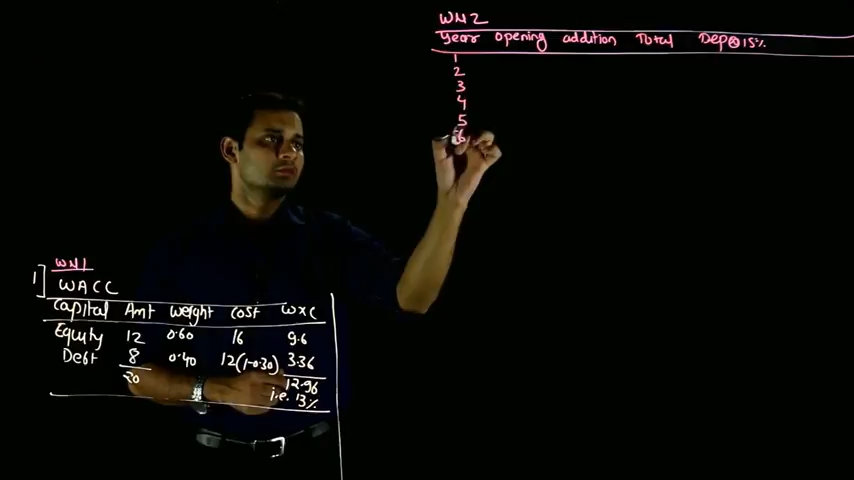 WN2
Year opening addition Total Dep@15%
1
2
3
4
5
6
WN1
1] WACC
Capital Amt Weight Cost WXC
Equity 12 0.60 16 9.6
Debt 8 0.40 12(1-0.30) 3.36
20 12.96
i.e. 13%